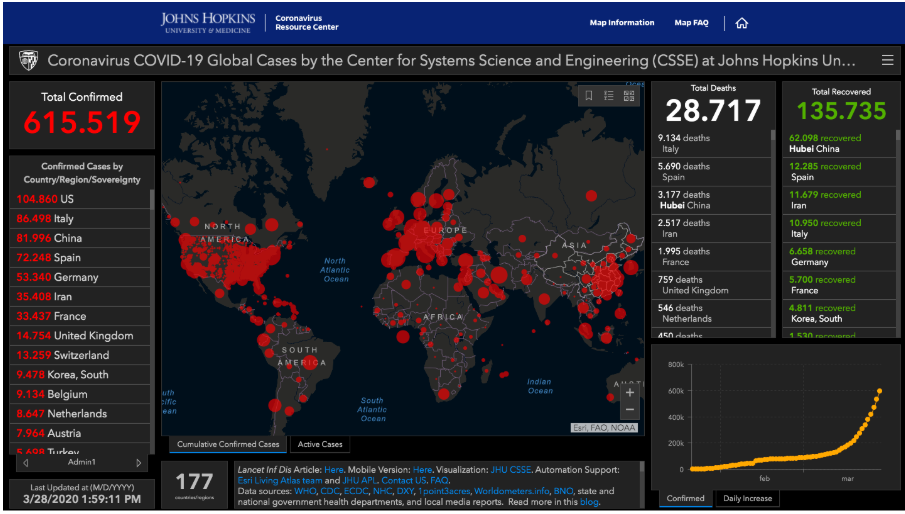 JOHNS HOPKINS
UNIVERSITY & MEDICINE
Coronavirus
Resource Center
Map Information
Map FAQ
Coronavirus COVID-19 Global Cases by the Center for Systems Science and Engineering (CSSE) at Johns Hopkins Un...
Total Confirmed
615.519
Confirmed Cases by
Country/Region/Sovereignty
104.860 US
86.498 Italy
81.996 China
72.248 Spain
53.340 Germany
35.408 Iran
33.437 France
14.754 United Kingdom
13.259 Switzerland
9.478 Korea, South
9.134 Belgium
8.647 Netherlands
7.964 Austria
5.698 Turkey
Admin1
Last Updated at (M/D/YYYY)
3/28/2020 1:59:11 PM
NORTH
AMERICA
EUROPE
ASIA
North
Atlantic
Ocean
AFRICA
SOUTH
AMERICA
South
Atlantic
Ocean
Indian
Ocean
Esri, FAO, NOAA
Cumulative Confirmed Cases
Active Cases
177
countries/regions
Lancet Inf Dis Article: Here. Mobile Version: Here. Visualization: JHU CSSE. Automation Support:
Esri Living Atlas team and JHU APL. Contact US. FAQ.
Data sources: WHO, CDC, ECDC, NHC, DXY, 1point3acres, Worldometers.info, BNO, state and
national government health departments, and local media reports. Read more in this blog.
Total Deaths
28.717
9.134 deaths
Italy
5.690 deaths
Spain
3.177 deaths
Hubei China
2.517 deaths
Iran
1.995 deaths
France
759 deaths
United Kingdom
546 deaths
Netherlands
450 deaths
Total Recovered
135.735
62.098 recovered
Hubei China
12.285 recovered
Spain
11.679 recovered
Iran
10.950 recovered
Italy
6.658 recovered
Germany
5.700 recovered
France
4.811 recovered
Korea, South
1.530 recovered
800k
600k
400k
200k
0
feb
mar
Confirmed
Daily Increase